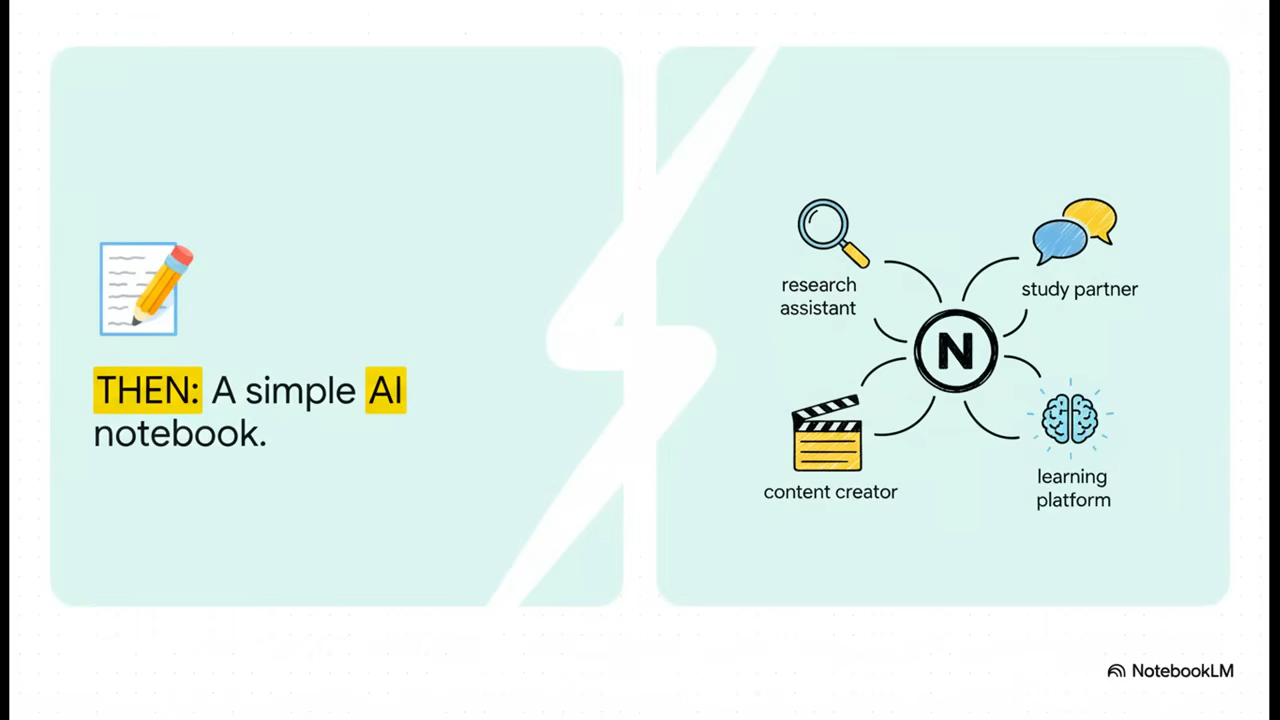 THEN: A simple AI
notebook.
research
assistant
study partner
N
content creator
learning
platform
NotebookLM